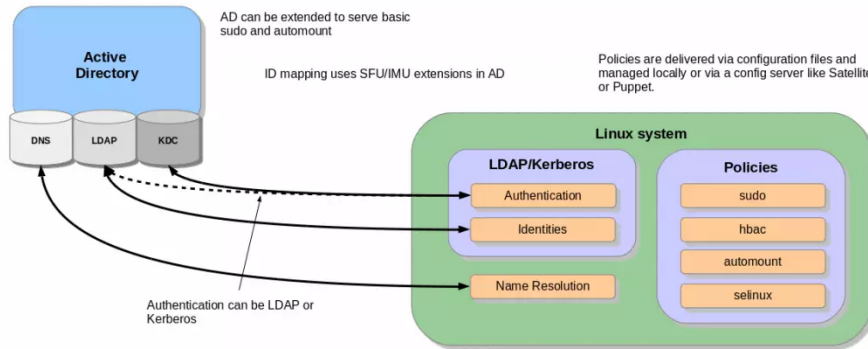 AD can be extended to serve basic
sudo and automount
Active
Directory
ID mapping uses SFU/IMU extensions in AD
Policies are delivered via configuration files and
managed locally or via a config server like Satellite
or Puppet.
DNS
LDAP
KDC
Linux system
LDAP/Kerberos
Authentication
Identities
Name Resolution
Policies
sudo
hbac
automount
selinux
Authentication can be LDAP or
Kerberos